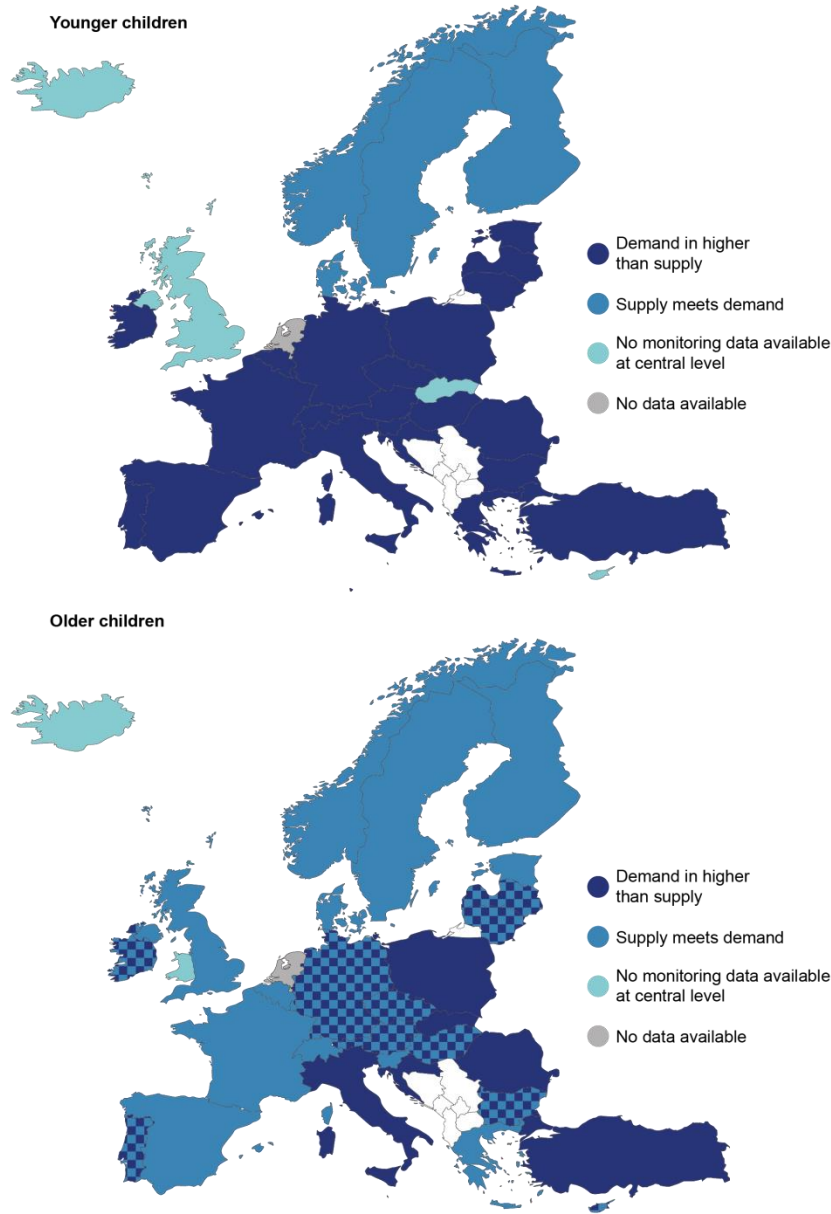 Younger children
Demand in higher
than supply
Supply meets demand
No monitoring data available
at central level
No data available
Older children
Demand in higher
than supply
Supply meets demand
No monitoring data available
at central level
No data available